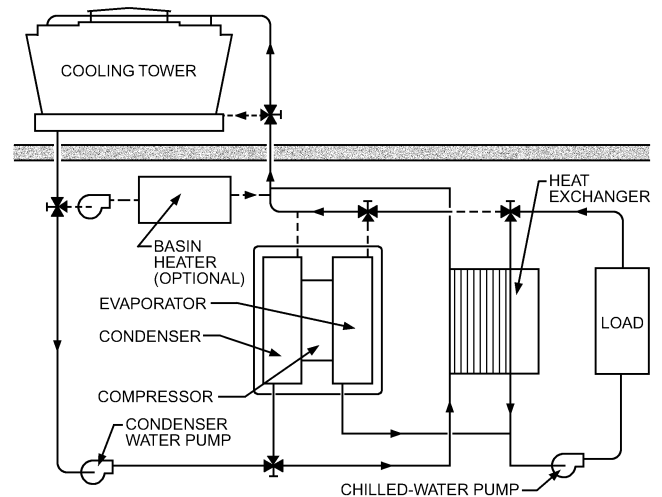 COOLING TOWER
HEAT
EXCHANGER
BASIN
HEATER
(OPTIONAL)
EVAPORATOR
CONDENSER
LOAD
COMPRESSOR
CONDENSER
WATER PUMP
CHILLED-WATER PUMP